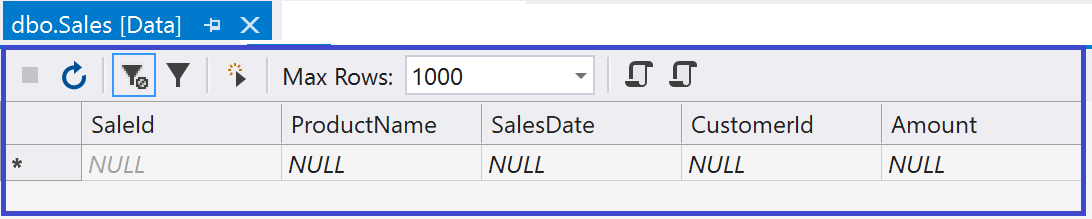 dbo.Sales [Data]
Max Rows: 1000
SaleId ProductName SalesDate CustomerId Amount
* NULL NULL NULL NULL NULL